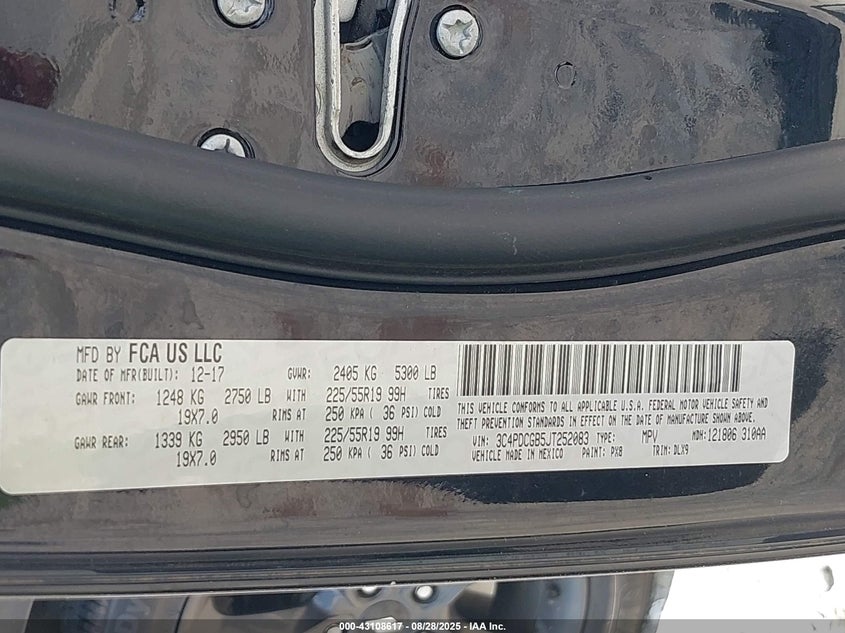 MFD BY FCA US LLC
DATE OF MFR(BUILT): 12-17 GVWR: 2405 KG 5300 LB
GAWR FRONT: 1248 KG 2750 LB WITH 225/55R19 99H TIRES
19X7.0 RIMS AT 250 KPA ( 36 PSI) COLD
GAWR REAR: 1339 KG 2950 LB WITH 225/55R19 99H TIRES
19X7.0 RIMS AT 250 KPA ( 36 PSI) COLD
THIS VEHICLE CONFORMS TO ALL APPLICABLE U.S.A. FEDERAL MOTOR VEHICLE SAFETY AND
THEFT PREVENTION STANDARDS IN EFFECT ON THE DATE OF MANUFACTURE SHOWN ABOVE.
VIN: 3C4PDCGB5JT252083 TYPE: MPV MDH: 121806 310AA
VEHICLE MADE IN MEXICO PAINT: PX8 TRIM: DLX9
000-43108617 - 08/28/2025 - IAA, Inc.